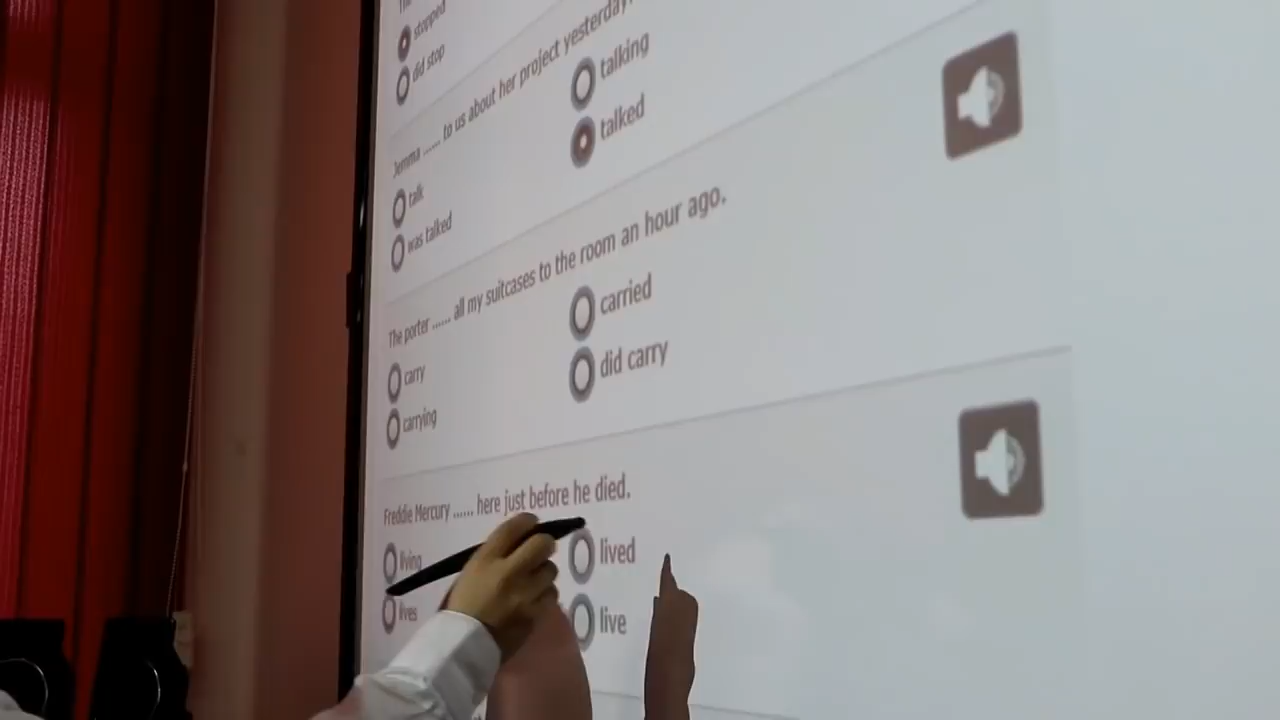 stopped
did stop
Jemma ...... to us about her project yesterday.
talk
talking
was talked
talked
The porter ...... all my suitcases to the room an hour ago.
carry
carried
carrying
did carry
Freddie Mercury ...... here just before he died.
living
lived
lives
live